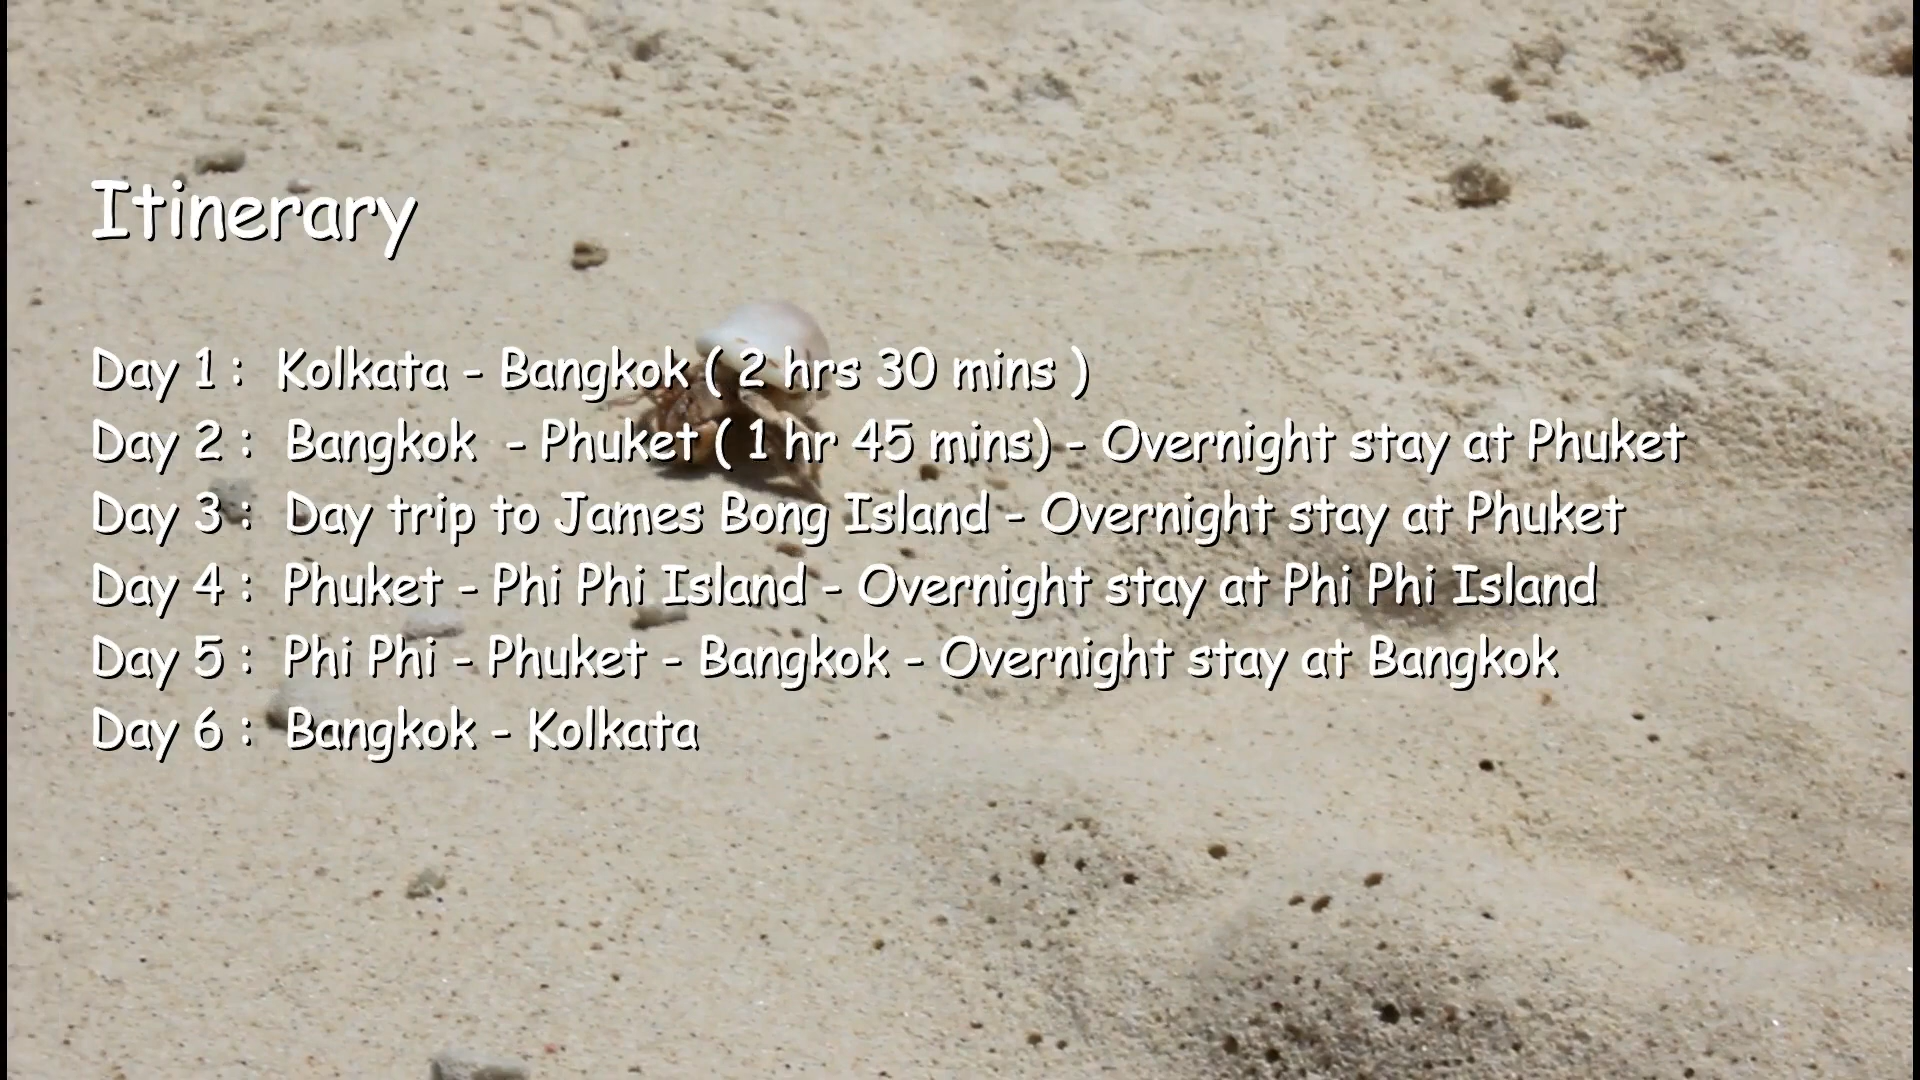 Itinerary
Day 1 : Kolkata - Bangkok ( 2 hrs 30 mins )
Day 2 : Bangkok - Phuket ( 1 hr 45 mins) - Overnight stay at Phuket
Day 3 : Day trip to James Bong Island - Overnight stay at Phuket
Day 4 : Phuket - Phi Phi Island - Overnight stay at Phi Phi Island
Day 5 : Phi Phi - Phuket - Bangkok - Overnight stay at Bangkok
Day 6 : Bangkok - Kolkata